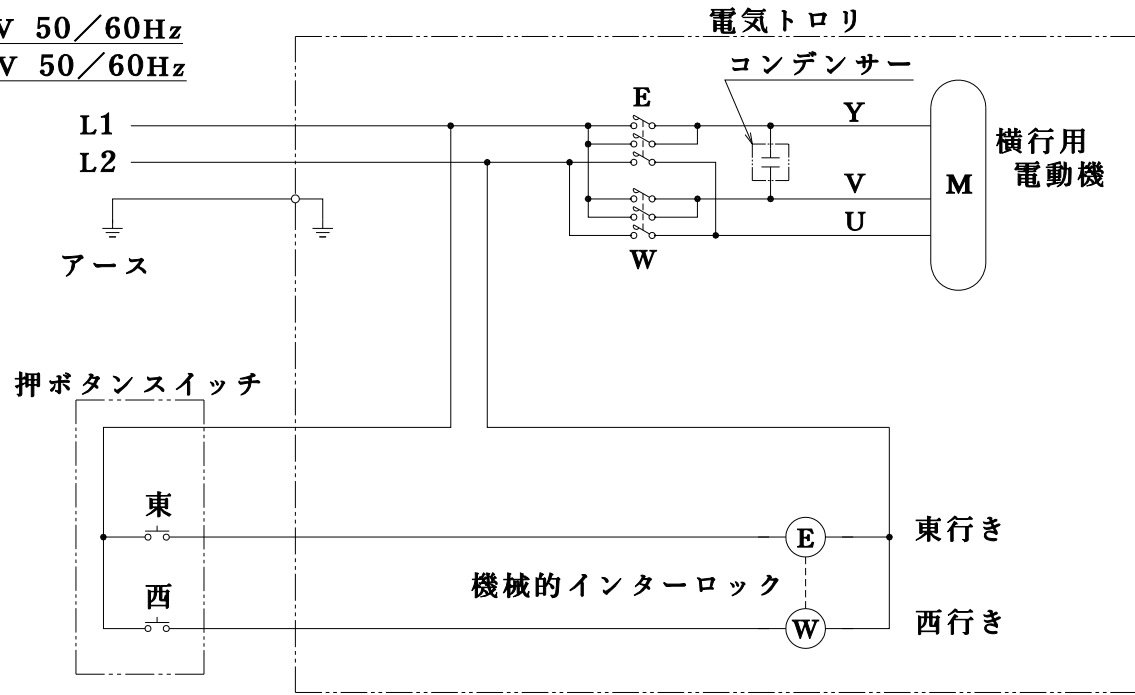 V 50／60Hz
V 50／60Hz
電気トロリ
コンデンサー
E
Y
L1
L2
横行用
電動機
M
V
U
W
アース
押ボタンスイッチ
東
E
東行き
機械的インターロック
西
W
西行き